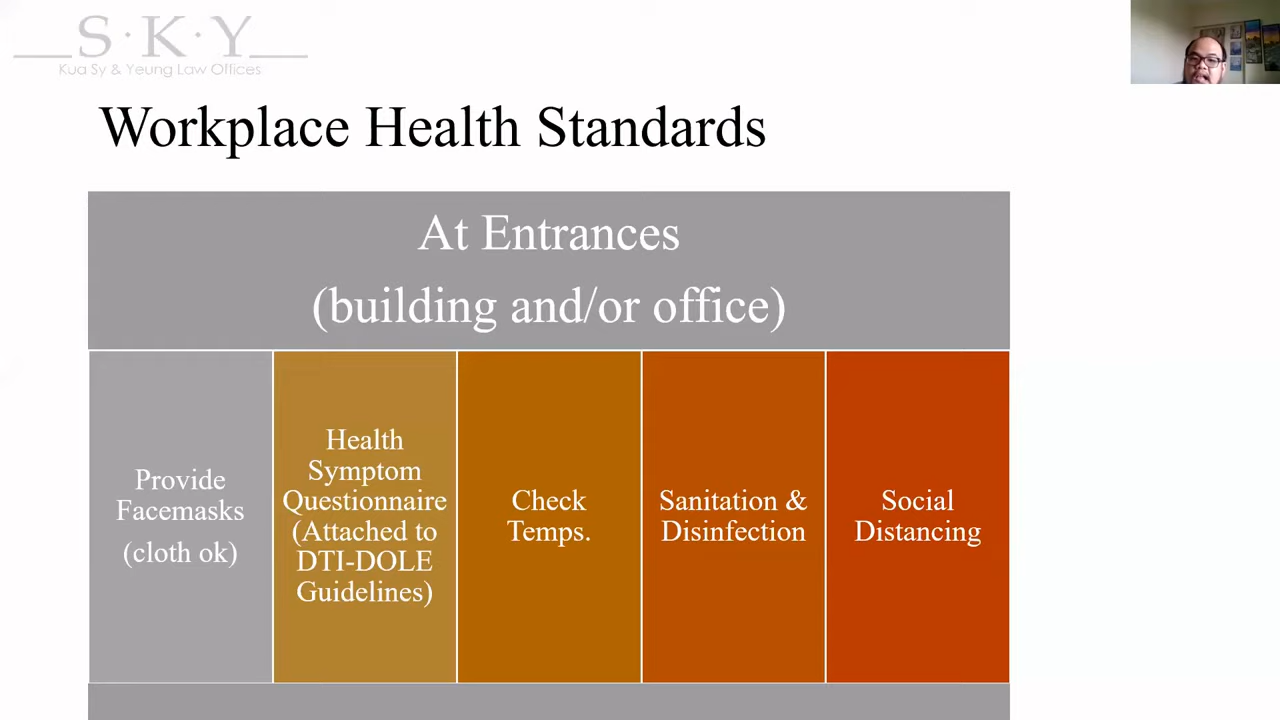 S·K·Y
Kua Sy & Yeung Law Offices
Workplace Health Standards
At Entrances
(building and/or office)
Provide
Facemasks
(cloth ok)
Health
Symptom
Questionnaire
(Attached to
DTI-DOLE
Guidelines)
Check
Temps.
Sanitation &
Disinfection
Social
Distancing